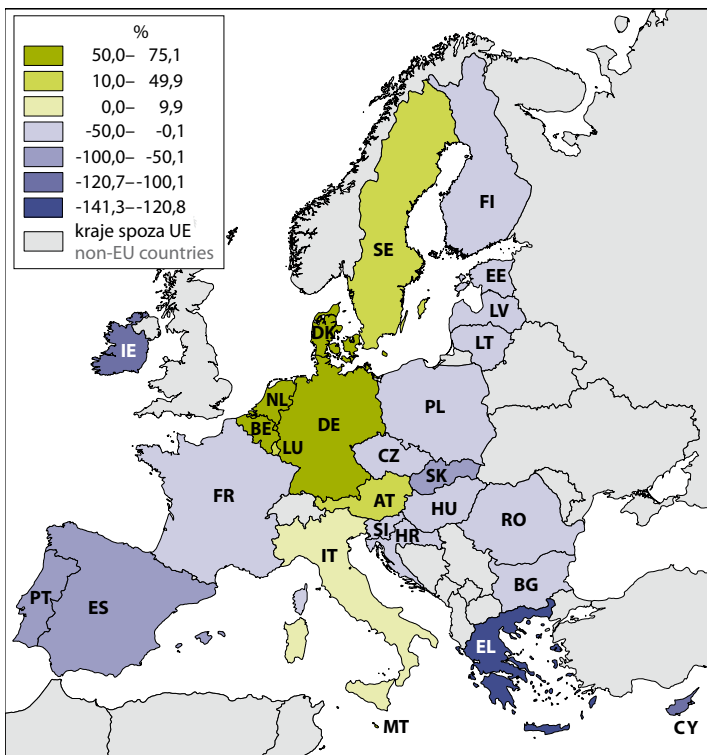 %
50,0– 75,1
10,0– 49,9
0,0– 9,9
-50,0– -0,1
-100,0– -50,1
-120,7–-100,1
-141,3–-120,8
kraje spoza UE
non-EU countries
FI
SE
EE
LV
LT
DK
IE
NL
DE
PL
BE
LU
CZ
SK
FR
AT
HU
RO
SI
HR
IT
BG
PT
ES
EL
MT
CY